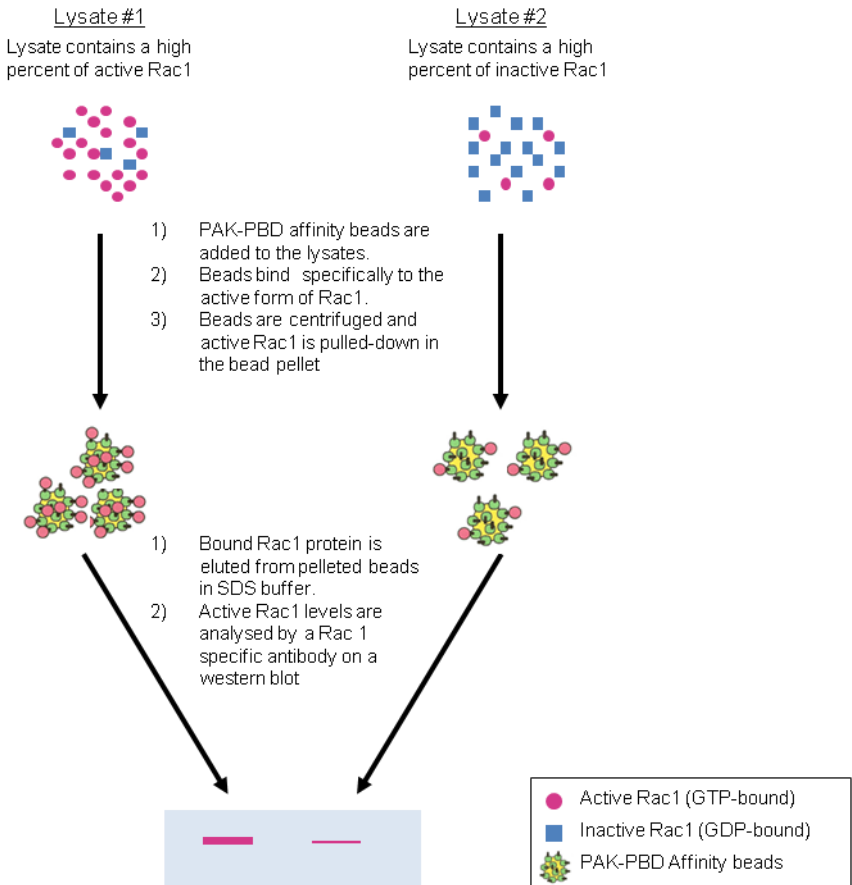 Lysate #1
Lysate contains a high
percent of active Rac1
Lysate #2
Lysate contains a high
percent of inactive Rac1
1) PAK-PBD affinity beads are
added to the lysates.
2) Beads bind specifically to the
active form of Rac1.
3) Beads are centrifuged and
active Rac1 is pulled-down in
the bead pellet
1) Bound Rac1 protein is
eluted from pelleted beads
in SDS buffer.
2) Active Rac1 levels are
analysed by a Rac 1
specific antibody on a
western blot
Active Rac1 (GTP-bound)
Inactive Rac1 (GDP-bound)
PAK-PBD Affinity beads